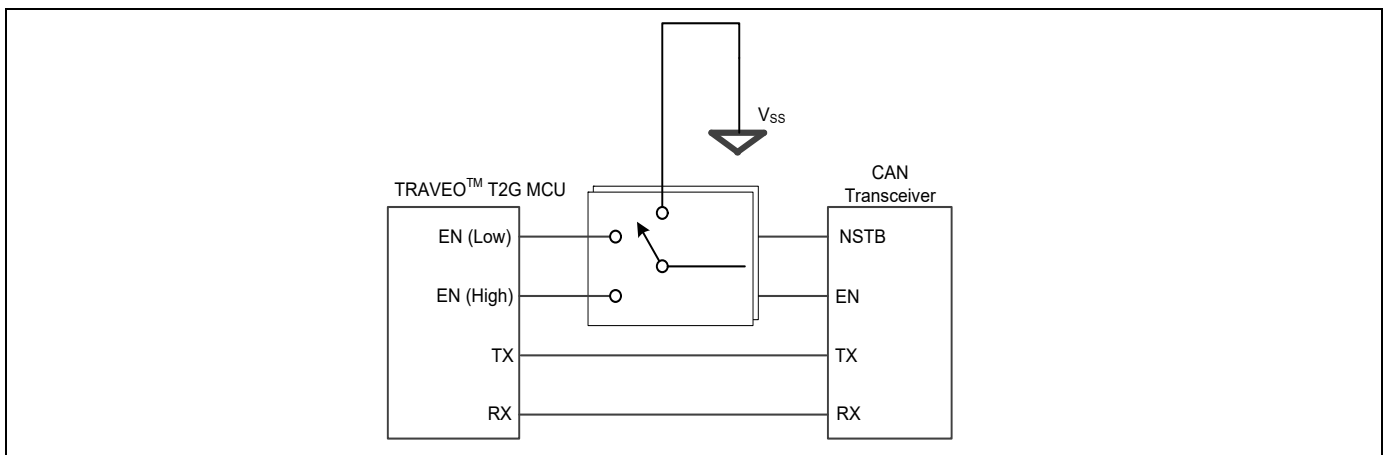 V_SS
TRAVEO™ T2G MCU
CAN
Transceiver
EN (Low)
NSTB
EN (High)
EN
TX
TX
RX
RX